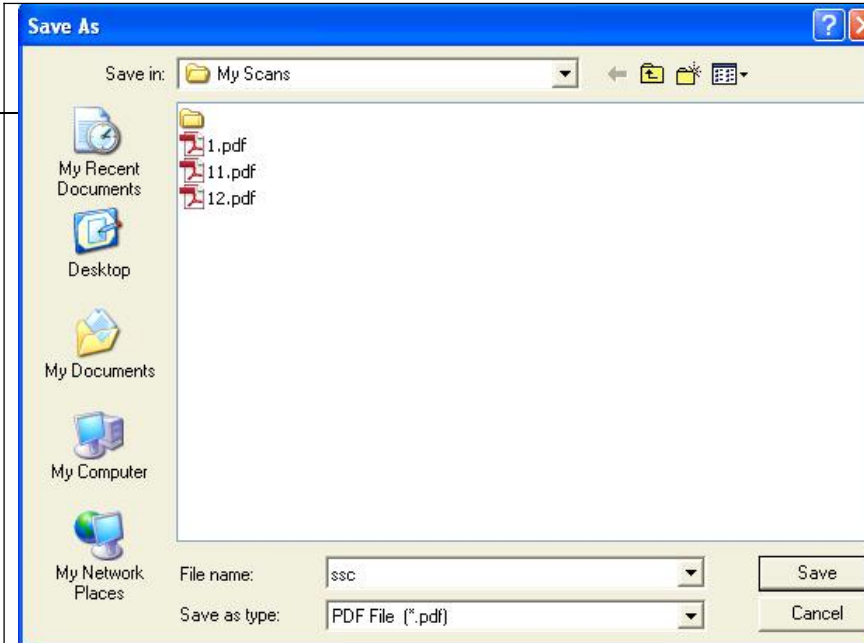 Save As
Save in: My Scans
My Recent
Documents
Desktop
My Documents
My Computer
My Network
Places
1.pdf
11.pdf
12.pdf
File name: ssc
Save
Save as type: PDF File (*.pdf)
Cancel